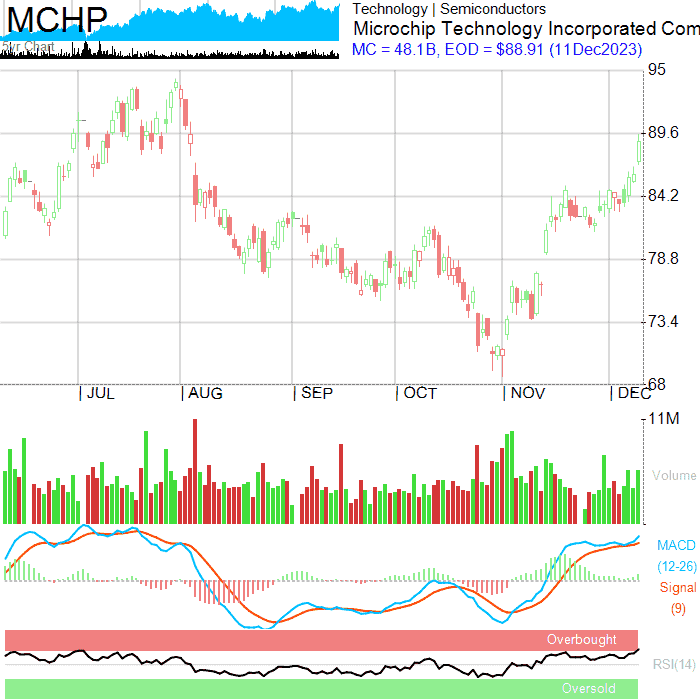 MCHP
5yr Chart
Technology | Semiconductors
Microchip Technology Incorporated Com
MC = 48.1B, EOD = $88.91 (11Dec2023)
95
89.6
84.2
78.8
73.4
68
JUL
AUG
SEP
OCT
NOV
DEC
11M
Volume
MACD
(12-26)
Signal
(9)
Overbought
RSI(14)
Oversold